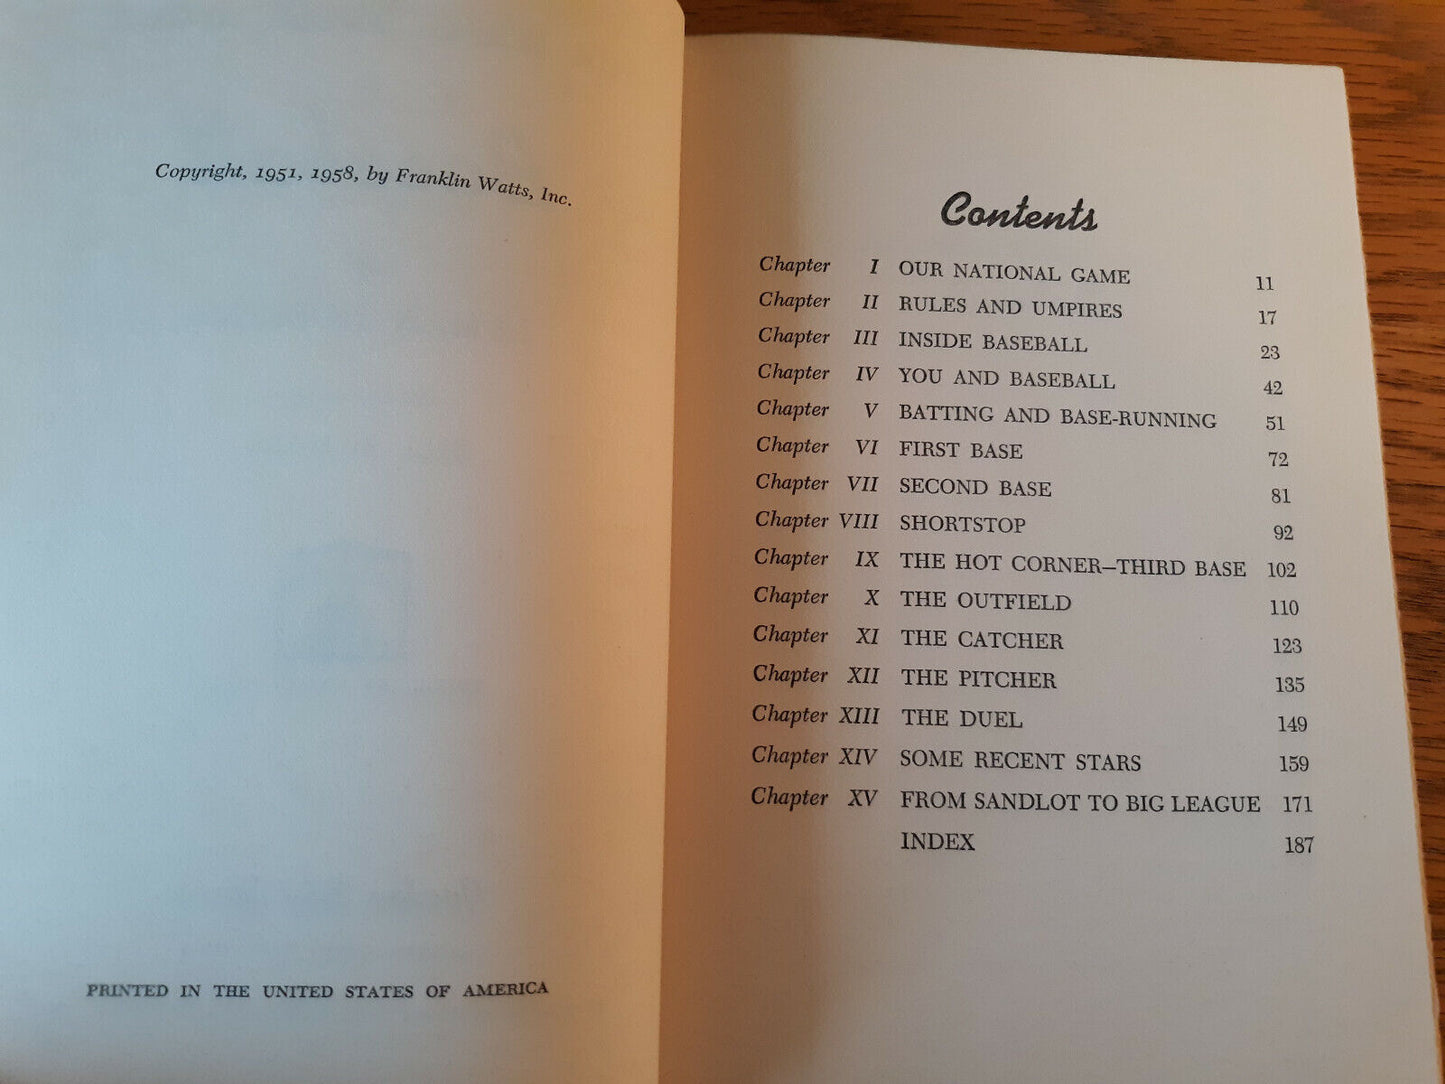 Copyright, 1951, 1958, by Franklin Watts, Inc.
PRINTED IN THE UNITED STATES OF AMERICA
Contents
Chapter I OUR NATIONAL GAME 11
Chapter II RULES AND UMPIRES 17
Chapter III INSIDE BASEBALL 23
Chapter IV YOU AND BASEBALL 42
Chapter V BATTING AND BASE-RUNNING 51
Chapter VI FIRST BASE 72
Chapter VII SECOND BASE 81
Chapter VIII SHORTSTOP 92
Chapter IX THE HOT CORNER—THIRD BASE 102
Chapter X THE OUTFIELD 110
Chapter XI THE CATCHER 123
Chapter XII THE PITCHER 135
Chapter XIII THE DUEL 149
Chapter XIV SOME RECENT STARS 159
Chapter XV FROM SANDLOT TO BIG LEAGUE 171
INDEX 187